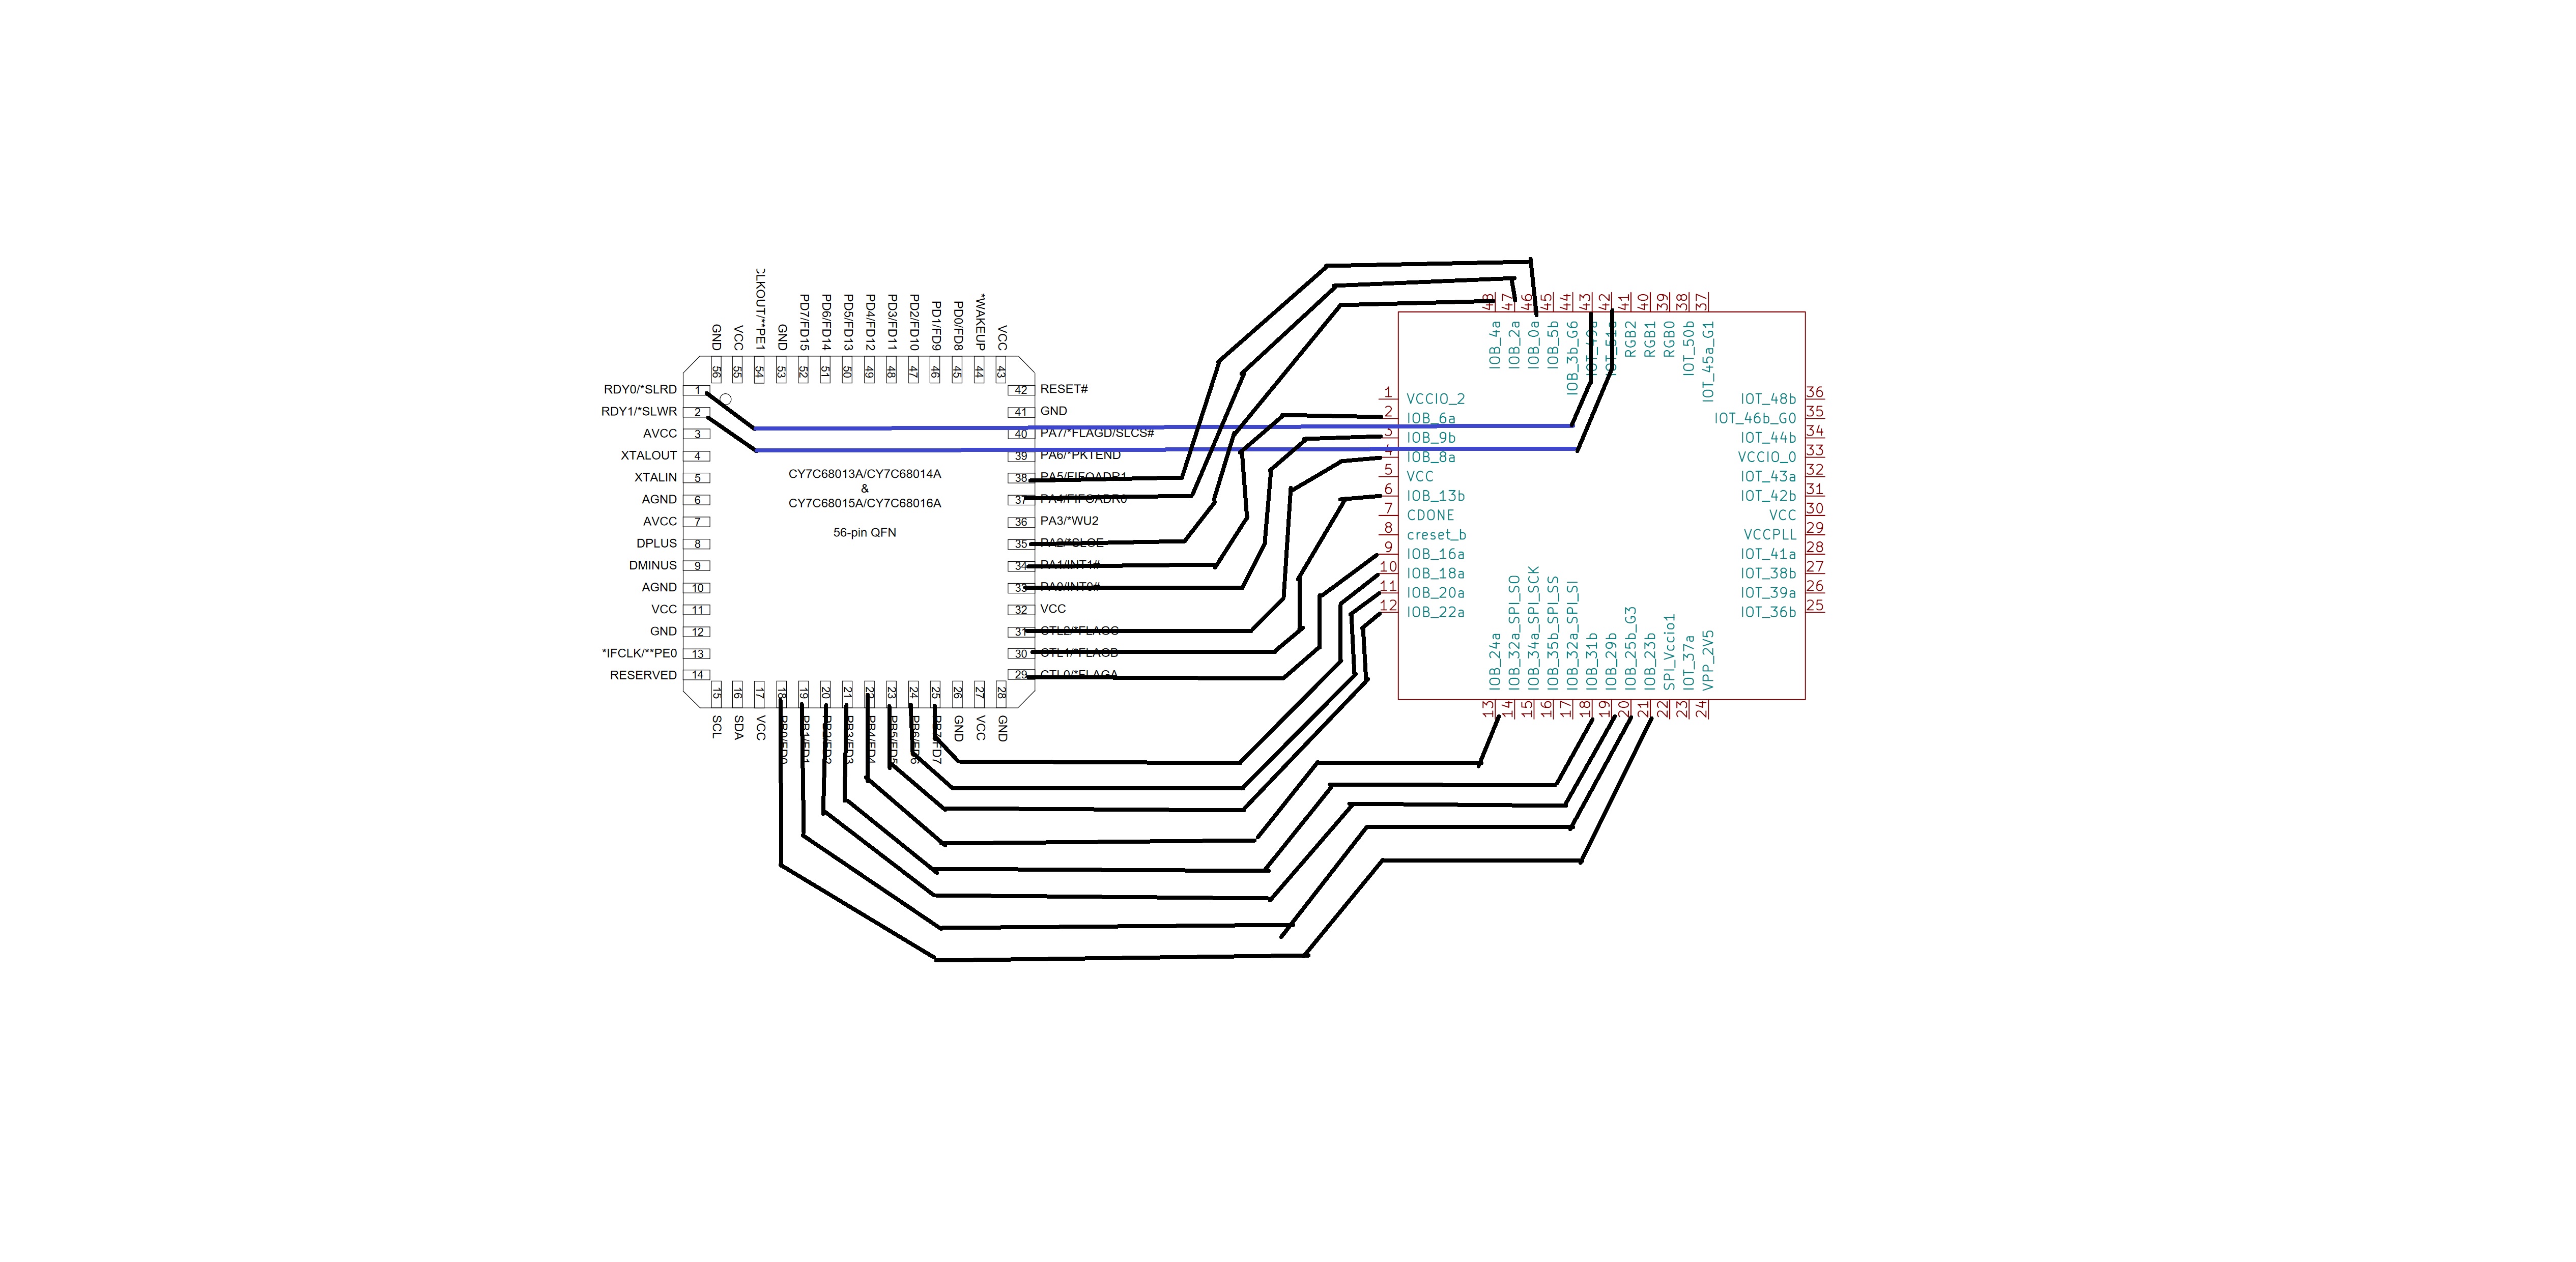 CLKOUT/**PE1
GND
VCC
GND
PD7/FD15
PD6/FD14
PD5/FD13
PD4/FD12
PD3/FD11
PD2/FD10
PD1/FD9
PD0/FD8
*WAKEUP
VCC
56
55
54
53
52
51
50
49
48
47
46
45
44
43
RDY0/*SLRD 1
RDY1/*SLWR 2
AVCC 3
XTALOUT 4
XTALIN 5
AGND 6
AVCC 7
DPLUS 8
DMINUS 9
AGND 10
VCC 11
GND 12
*IFCLK/**PE0 13
RESERVED 14
CY7C68013A/CY7C68014A
&
CY7C68015A/CY7C68016A
56-pin QFN
42 RESET#
41 GND
40 PA7/*FLAGD/SLCS#
39 PA6/*PKTEND
38 PA5/FIFOADR1
37 PA4/FIFOADR0
36 PA3/*WU2
35 PA2/*SLOE
34 PA1/INT1#
33 PA0/INT0#
32 VCC
31 CTL2/*FLAGC
30 CTL1/*FLAGB
29 CTL0/*FLAGA
15
16
17
18
19
20
21
22
23
24
25
26
27
28
SCL
SDA
VCC
PB0/FD0
PB1/FD1
PB2/FD2
PB3/FD3
PB4/FD4
PB5/FD5
PB6/FD6
PB7/FD7
GND
VCC
GND
48
47
46
45
44
43
42
41
40
39
38
37
IOB_4a
IOB_2a
IOB_0a
IOB_5b
IOB_3b_G6
IOT_49a
IOT_51a
RGB2
RGB1
RGB0
IOT_50b
IOT_45a_G1
1 VCCIO_2
2 IOB_6a
3 IOB_9b
4 IOB_8a
5 VCC
6 IOB_13b
7 CDONE
8 creset_b
9 IOB_16a
10 IOB_18a
11 IOB_20a
12 IOB_22a
IOT_48b 36
IOT_46b_G0 35
IOT_44b 34
VCCIO_0 33
IOT_43a 32
IOT_42b 31
VCC 30
VCCPLL 29
IOT_41a 28
IOT_38b 27
IOT_39a 26
IOT_36b 25
IOB_24a
IOB_32a_SPI_SO
IOB_34a_SPI_SCK
IOB_35b_SPI_SS
IOB_32a_SPI_SI
IOB_31b
IOB_29b
IOB_25b_G3
IOB_23b
SPI_Vccio1
IOT_37a
VPP_2V5
13
14
15
16
17
18
19
20
21
22
23
24